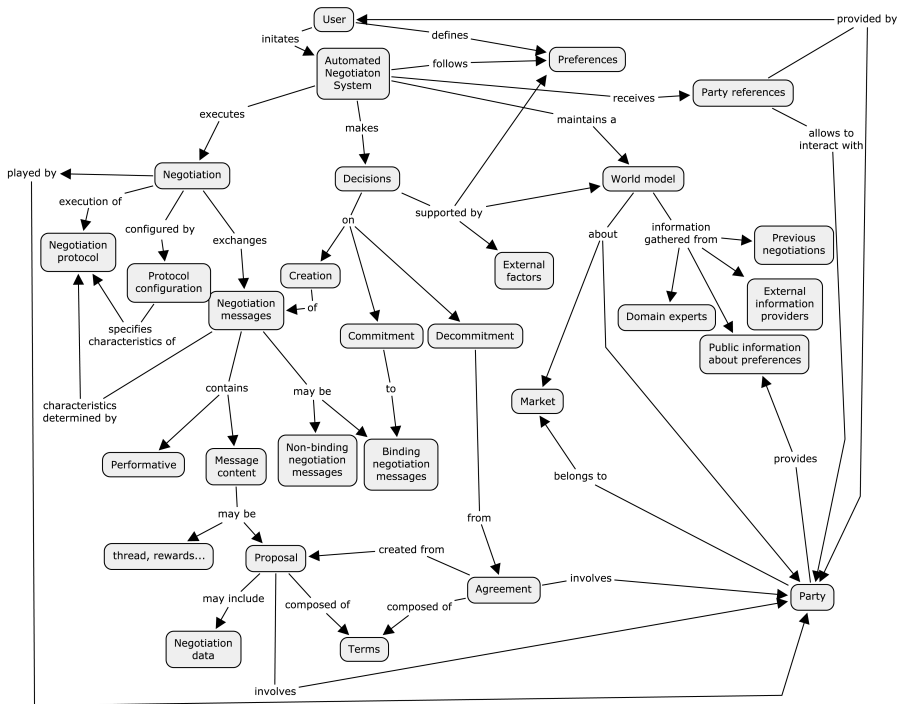 User
provided by
defines
initates
Automated
Negotiaton
System
follows
Preferences
receives
Party references
executes
makes
maintains a
allows to
interact with
played by
Negotiation
Decisions
World model
execution of
supported by
on
configured by
exchanges
about
information
gathered from
Previous
negotiations
Negotiation
protocol
Protocol
configuration
Creation
External
factors
External
information
providers
Negotiation
messages
of
Domain experts
specifies
characteristics of
Commitment
Decommitment
Public information
about preferences
contains
may be
to
characteristics
determined by
Market
Performative
Message
content
Non-binding
negotiation
messages
Binding
negotiation
messages
belongs to
provides
may be
from
thread, rewards...
Proposal
created from
Agreement
involves
Party
may include
composed of
composed of
Negotiation
data
Terms
involves